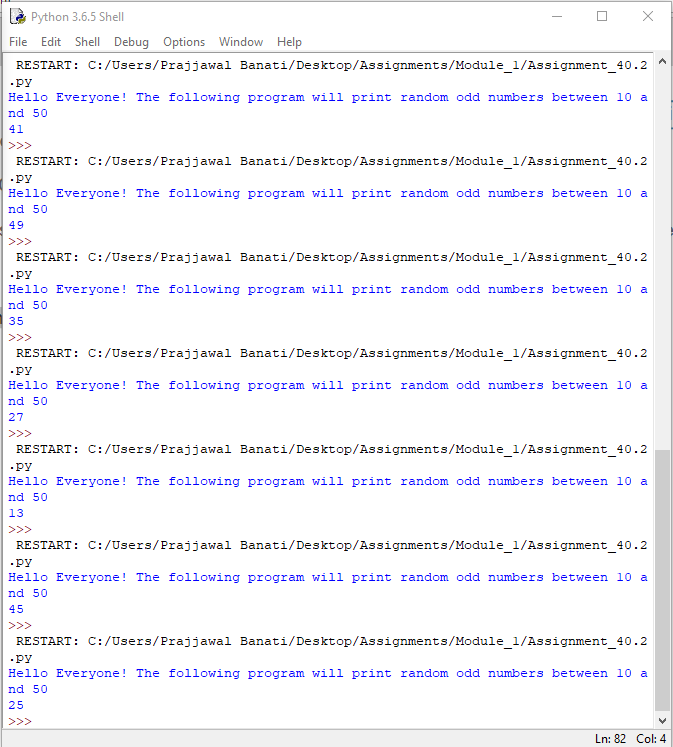 Python 3.6.5 Shell
File Edit Shell Debug Options Window Help
RESTART: C:/Users/Prajjawal Banati/Desktop/Assignments/Module_1/Assignment_40.2
.py
Hello Everyone! The following program will print random odd numbers between 10 a
nd 50
41
>>>
RESTART: C:/Users/Prajjawal Banati/Desktop/Assignments/Module_1/Assignment_40.2
.py
Hello Everyone! The following program will print random odd numbers between 10 a
nd 50
49
>>>
RESTART: C:/Users/Prajjawal Banati/Desktop/Assignments/Module_1/Assignment_40.2
.py
Hello Everyone! The following program will print random odd numbers between 10 a
nd 50
35
>>>
RESTART: C:/Users/Prajjawal Banati/Desktop/Assignments/Module_1/Assignment_40.2
.py
Hello Everyone! The following program will print random odd numbers between 10 a
nd 50
27
>>>
RESTART: C:/Users/Prajjawal Banati/Desktop/Assignments/Module_1/Assignment_40.2
.py
Hello Everyone! The following program will print random odd numbers between 10 a
nd 50
13
>>>
RESTART: C:/Users/Prajjawal Banati/Desktop/Assignments/Module_1/Assignment_40.2
.py
Hello Everyone! The following program will print random odd numbers between 10 a
nd 50
45
>>>
RESTART: C:/Users/Prajjawal Banati/Desktop/Assignments/Module_1/Assignment_40.2
.py
Hello Everyone! The following program will print random odd numbers between 10 a
nd 50
25
>>>
Ln: 82 Col: 4